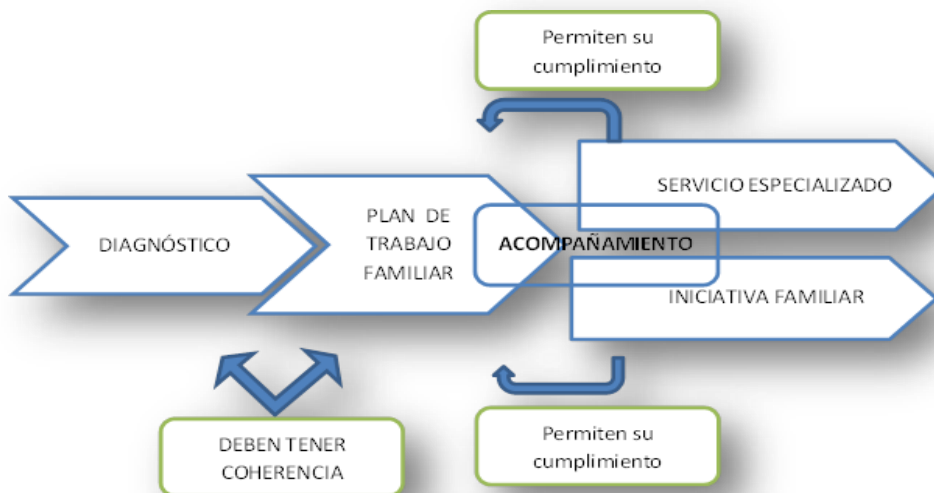 Permiten su
cumplimiento
SERVICIO ESPECIALIZADO
DIAGNÓSTICO
PLAN DE
TRABAJO
FAMILIAR
ACOMPAÑAMIENTO
INICIATIVA FAMILIAR
DEBEN TENER
COHERENCIA
Permiten su
cumplimiento